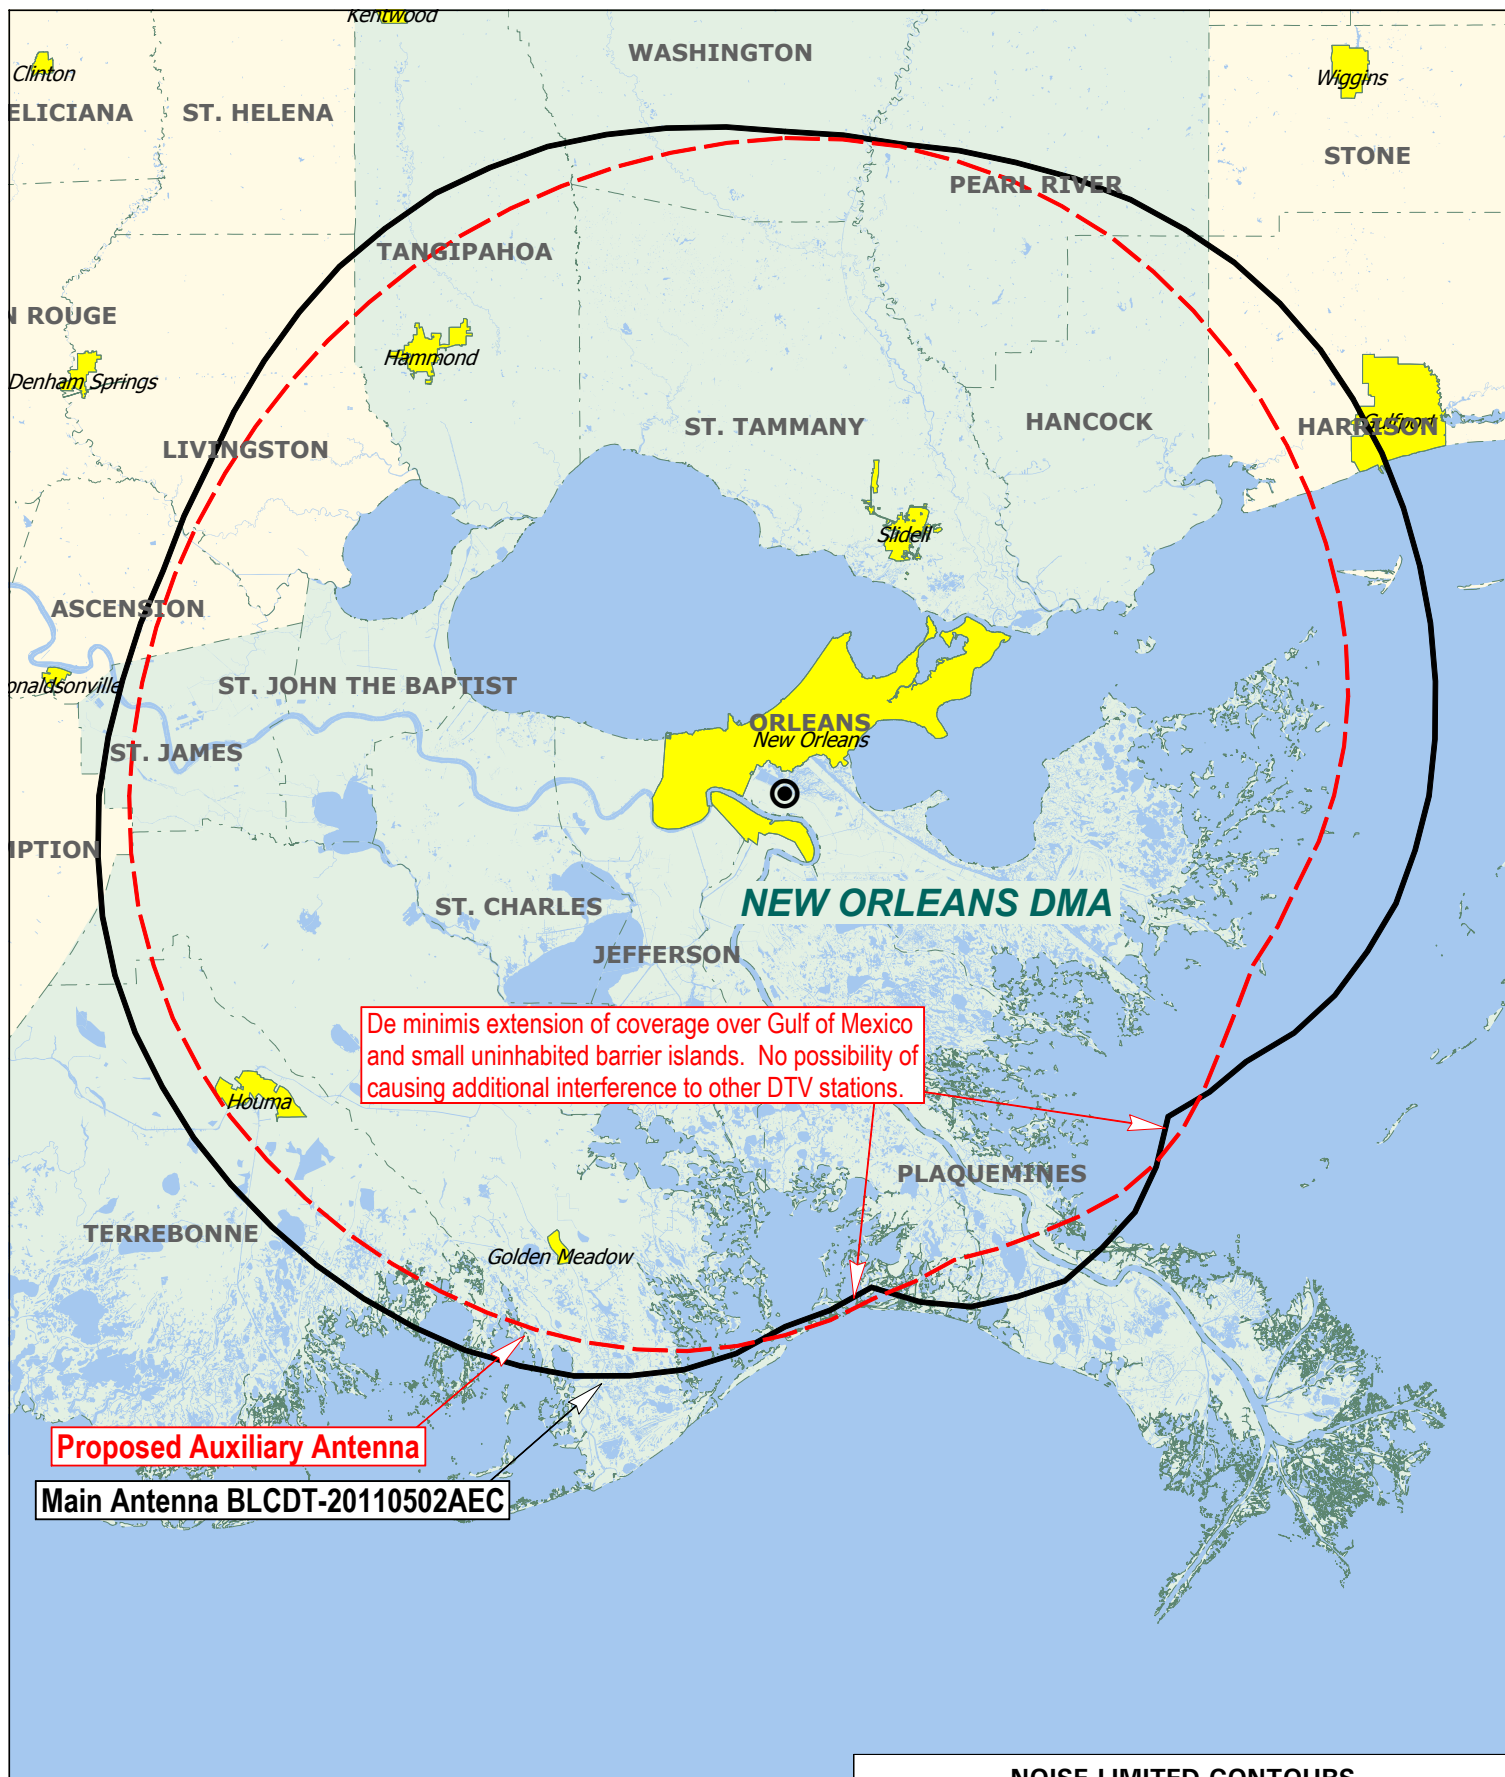 Kentwood
WASHINGTON
Clinton
Wiggins
ELICIANA
ST. HELENA
STONE
PEARL RIVER
TANGIPAHOA
N ROUGE
Hammond
Denham Springs
HANCOCK
Gulfport
HARRISON
ST. TAMMANY
LIVINGSTON
Slidell
ASCENSION
onaldsonville
ST. JOHN THE BAPTIST
ORLEANS
New Orleans
ST. JAMES
MPTION
NEW ORLEANS DMA
ST. CHARLES
JEFFERSON
De minimis extension of coverage over Gulf of Mexico
and small uninhabited barrier islands.  No possibility of
causing additional interference to other DTV stations.
Houma
PLAQUEMINES
TERREBONNE
Golden Meadow
Proposed Auxiliary Antenna
Main Antenna BLCDT-20110502AEC
NOISE LIMITED CONTOURS